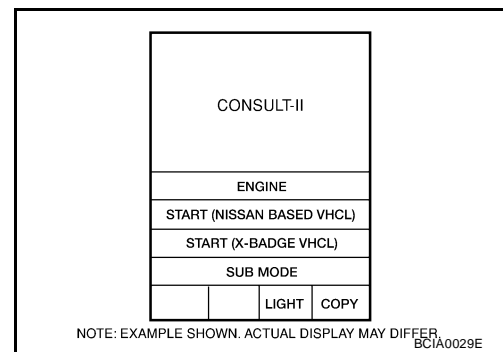 CONSULT-II
ENGINE
START (NISSAN BASED VHCL)
START (X-BADGE VHCL)
SUB MODE
LIGHT COPY
NOTE: EXAMPLE SHOWN. ACTUAL DISPLAY MAY DIFFER.
BCIA0029E